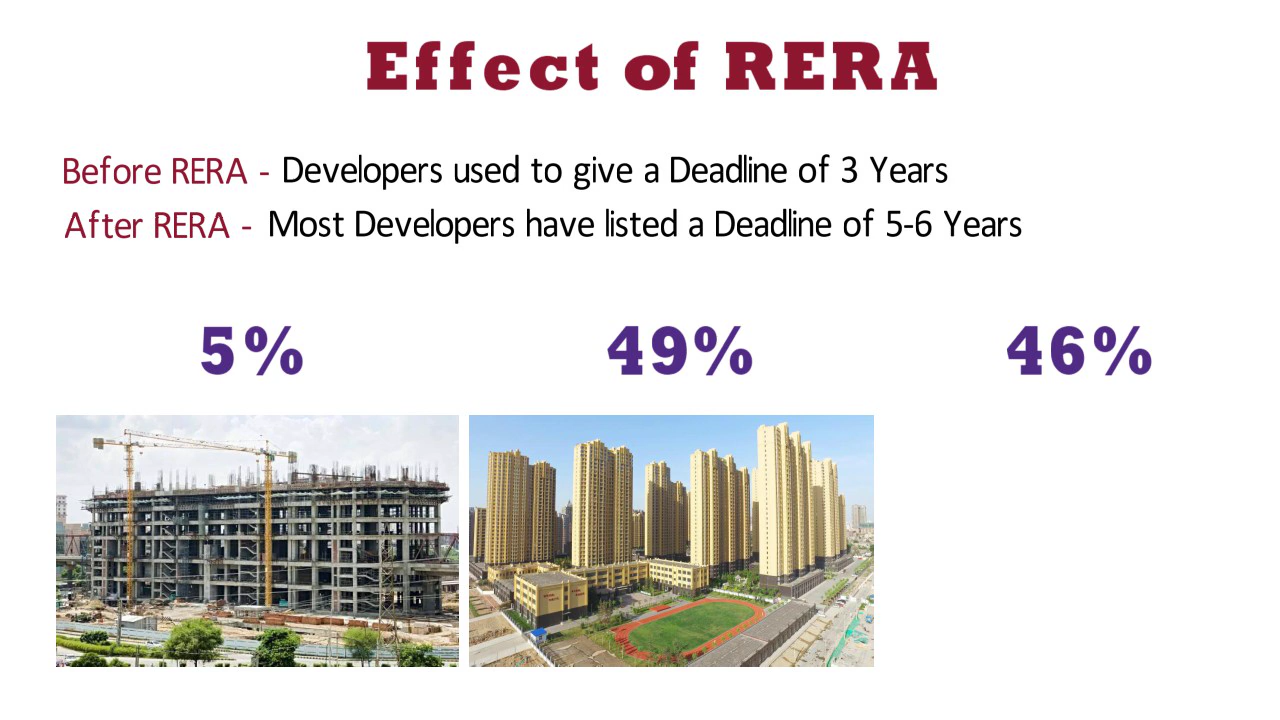 Effect of RERA
Before RERA - Developers used to give a Deadline of 3 Years
After RERA - Most Developers have listed a Deadline of 5-6 Years
5% 49% 46%